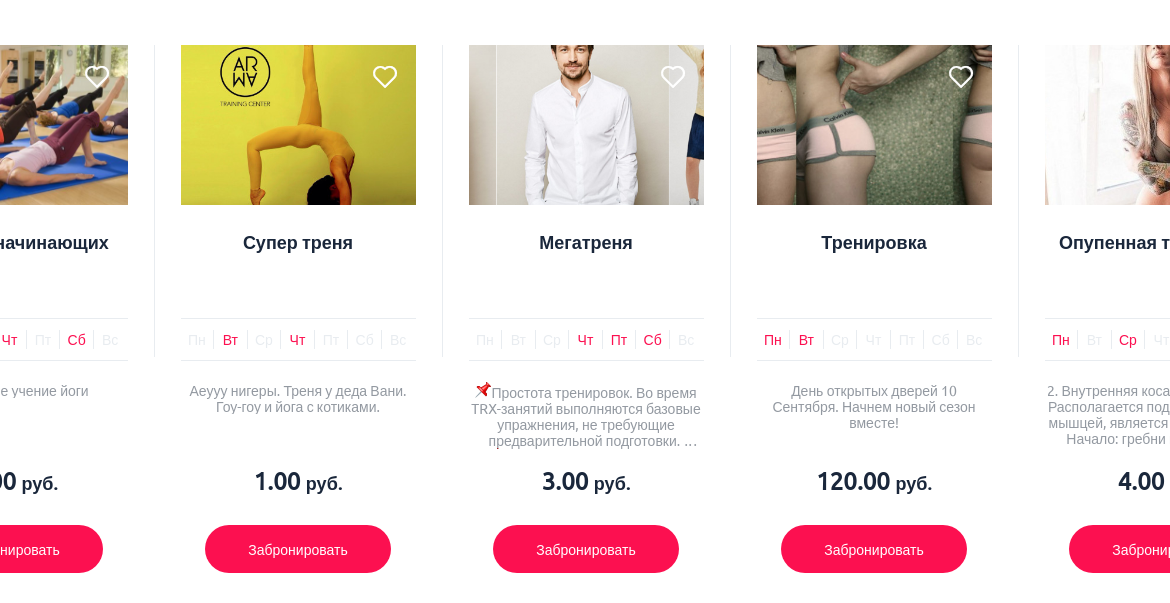 ARMA
TRAINING CENTER
Calvin Klein
начинающих
Супер треня
Мегатреня
Тренировка
Опупенная т
Чт Пт Сб Вс
Пн Вт Ср Чт Пт Сб Вс
Пн Вт Ср Чт Пт Сб Вс
Пн Вт Ср Чт Пт Сб Вс
Пн Вт Ср Чт
е учение йоги
Аеууу нигеры. Треня у деда Вани.
Гоу-гоу и йога с котиками.
Простота тренировок. Во время
TRX-занятий выполняются базовые
упражнения, не требующие
предварительной подготовки. ...
День открытых дверей 10
Сентября. Начнем новый сезон
вместе!
2. Внутренняя коса
Располагается под
мышцей, является
Начало: гребни
00 руб.
1.00 руб.
3.00 руб.
120.00 руб.
4.00
нировать
Забронировать
Забронировать
Забронировать
Заброни